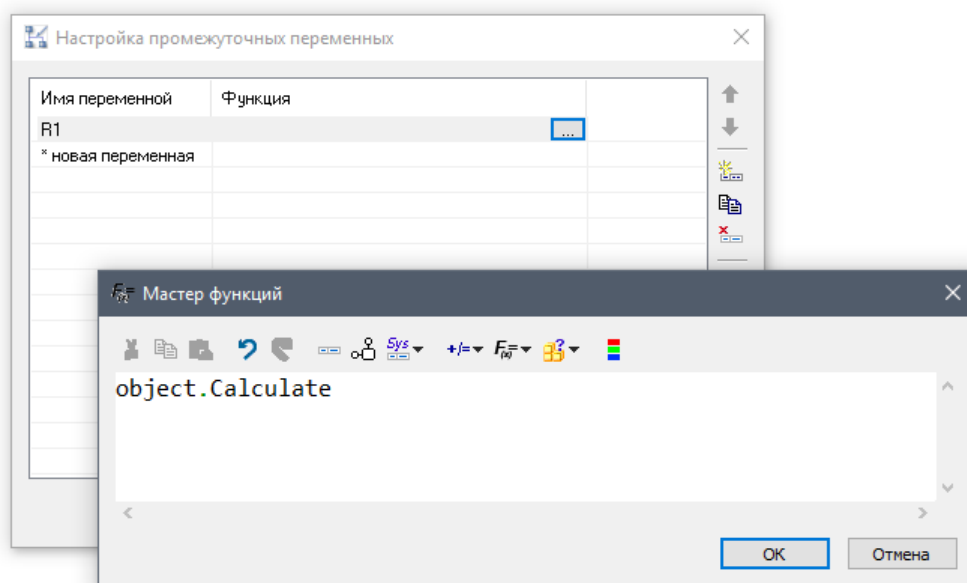 Настройка промежуточных переменных
Имя переменной Функция
R1 ...
* новая переменная
Мастер функций
Sys +/= F(x)=
object.Calculate
OK Отмена